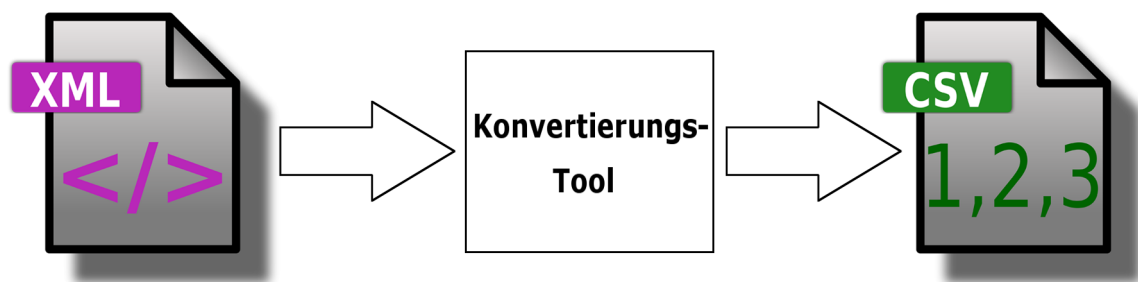 XML
</>
Konvertierungs-
Tool
CSV
1,2,3